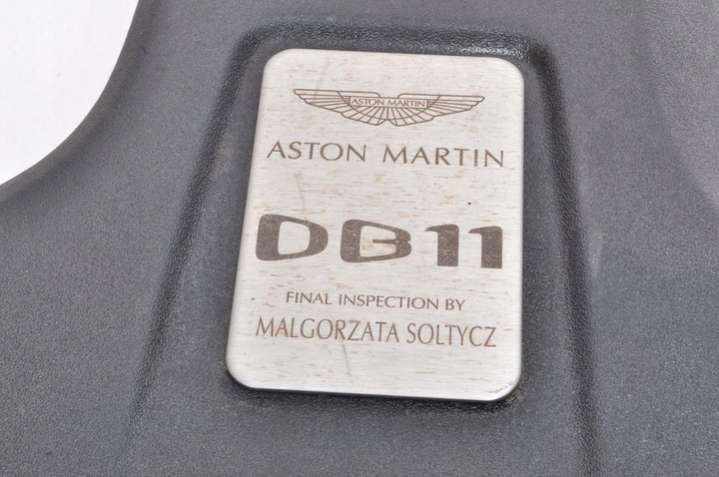 ASTON MARTIN
ASTON MARTIN
DB11
FINAL INSPECTION BY
MALGORZATA SOLTYCZ